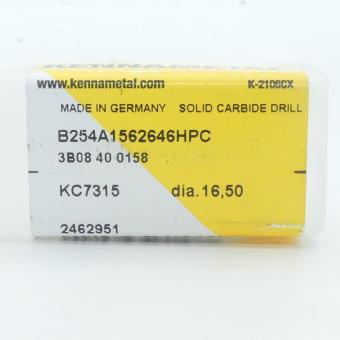 KENNAMETAL
www.kennametal.com K-2106CX
MADE IN GERMANY SOLID CARBIDE DRILL
B254A1562646HPC
3B08 40 0158
KC7315 dia.16,50
2462951